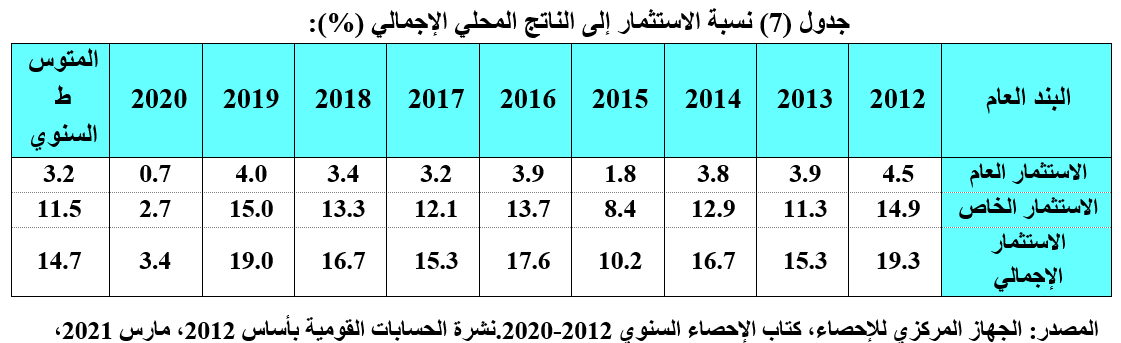 جدول (7) نسبة الاستثمار إلى الناتج المحلي الإجمالي (%):
البند العام 2012 2013 2014 2015 2016 2017 2018 2019 2020 المتوس
ط
السنوي
الاستثمار العام 4.5 3.9 3.8 1.8 3.9 3.2 3.4 4.0 0.7 3.2
الاستثمار الخاص 14.9 11.3 12.9 8.4 13.7 12.1 13.3 15.0 2.7 11.5
الاستثمار
الإجمالي 19.3 15.3 16.7 10.2 17.6 15.3 16.7 19.0 3.4 14.7
المصدر: الجهاز المركزي للإحصاء، كتاب الإحصاء السنوي 2012-2020.نشرة الحسابات القومية بأساس 2012، مارس 2021،